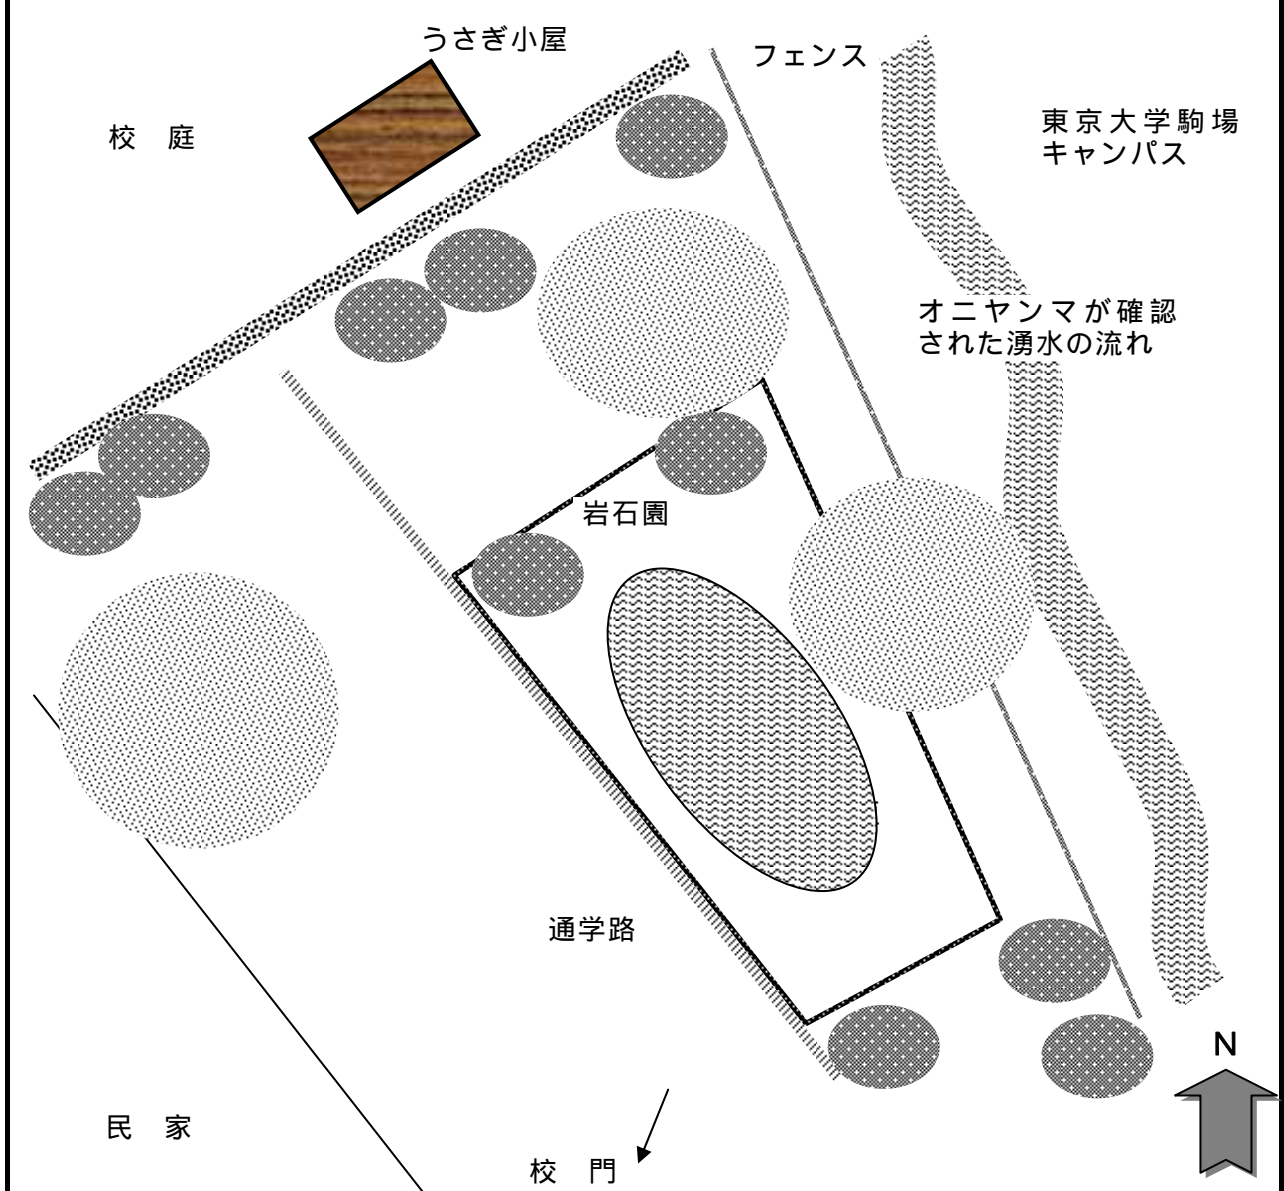 うさぎ小屋
フェンス
校 庭
東京大学駒場
キャンパス
オニヤンマが確認
された湧水の流れ
岩石園
通学路
N
民 家
校 門